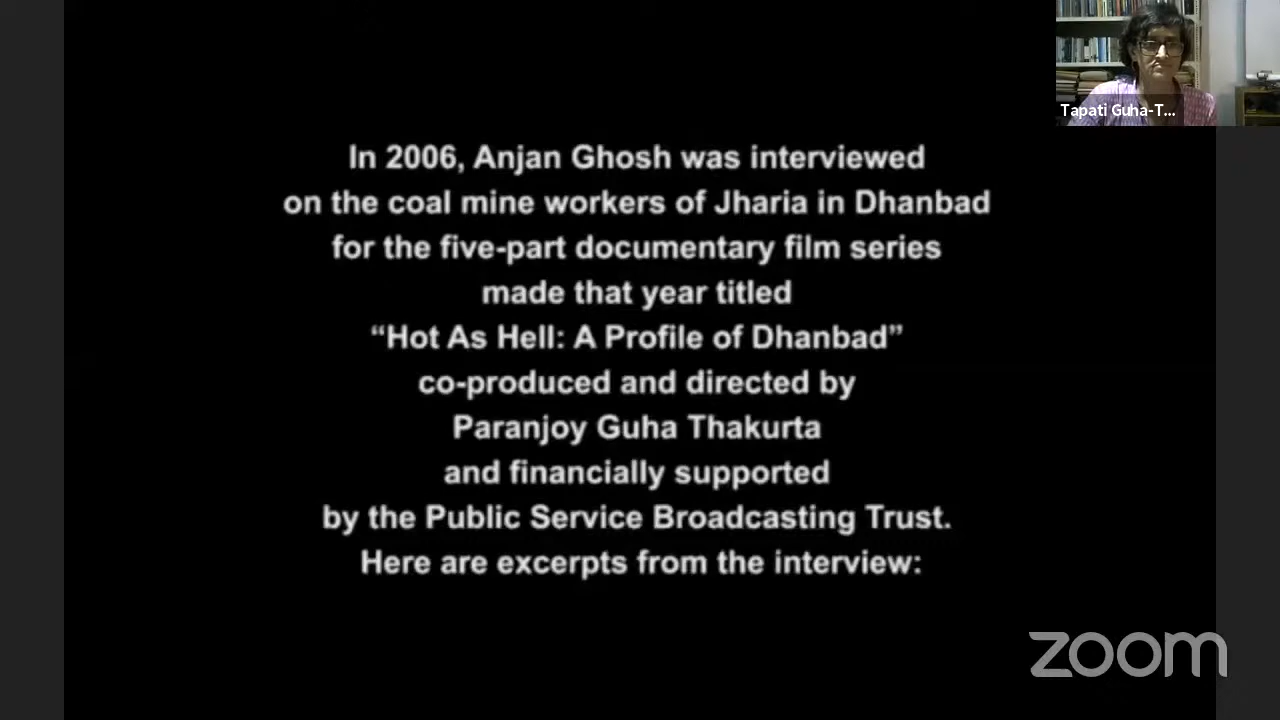 Tapati Guha-T...
In 2006, Anjan Ghosh was interviewed
on the coal mine workers of Jharia in Dhanbad
for the five-part documentary film series
made that year titled
“Hot As Hell: A Profile of Dhanbad”
co-produced and directed by
Paranjoy Guha Thakurta
and financially supported
by the Public Service Broadcasting Trust.
Here are excerpts from the interview:
zoom